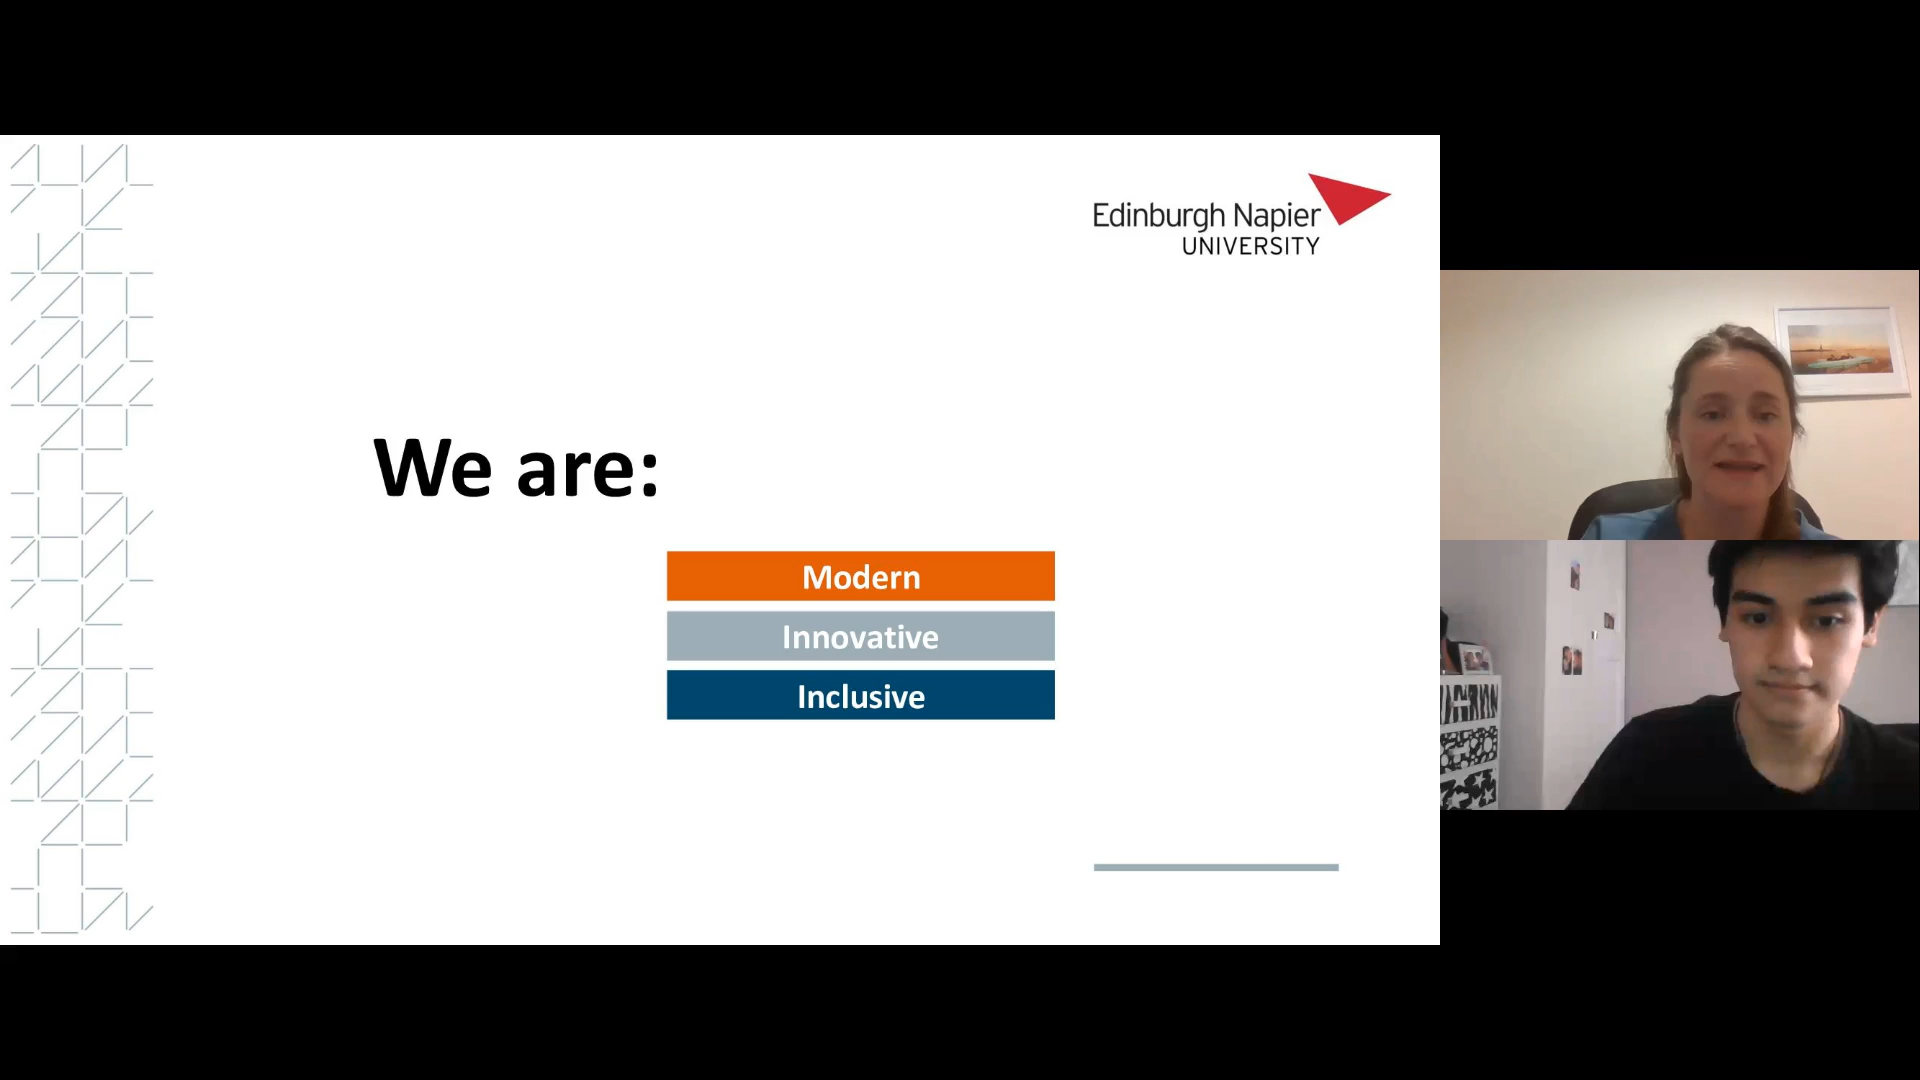 Edinburgh Napier
UNIVERSITY
We are:
Modern
Innovative
Inclusive